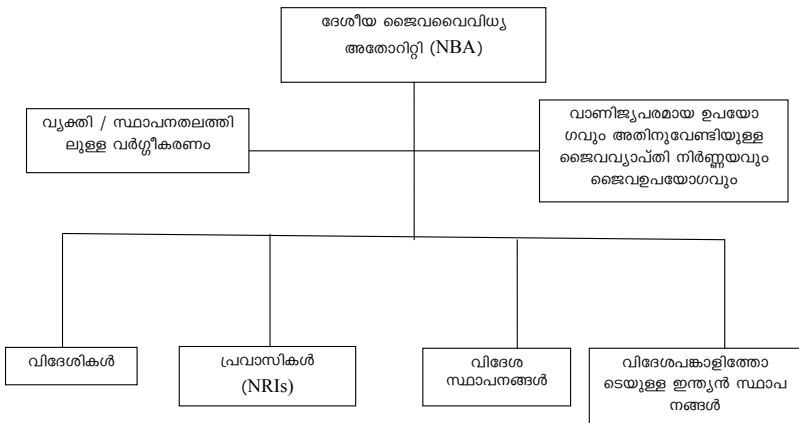 ദേശീയ ജൈവവൈവിധ്യ
അതോറിറ്റി (NBA)
വ്യക്തി / സ്ഥാപനതലത്തി
ലുള്ള വർഗ്ഗീകരണം
വാണിജ്യപരമായ ഉപയോ
ഗവും അതിനുവേണ്ടിയുള്ള
ജൈവവ്യാപ്തി നിർണ്ണയവും
ജൈവഉപയോഗവും
വിദേശികൾ
പ്രവാസികൾ
(NRIs)
വിദേശ
സ്ഥാപനങ്ങൾ
വിദേശപങ്കാളിത്തോ
ടെയുള്ള ഇന്ത്യൻ സ്ഥാപ
നങ്ങൾ